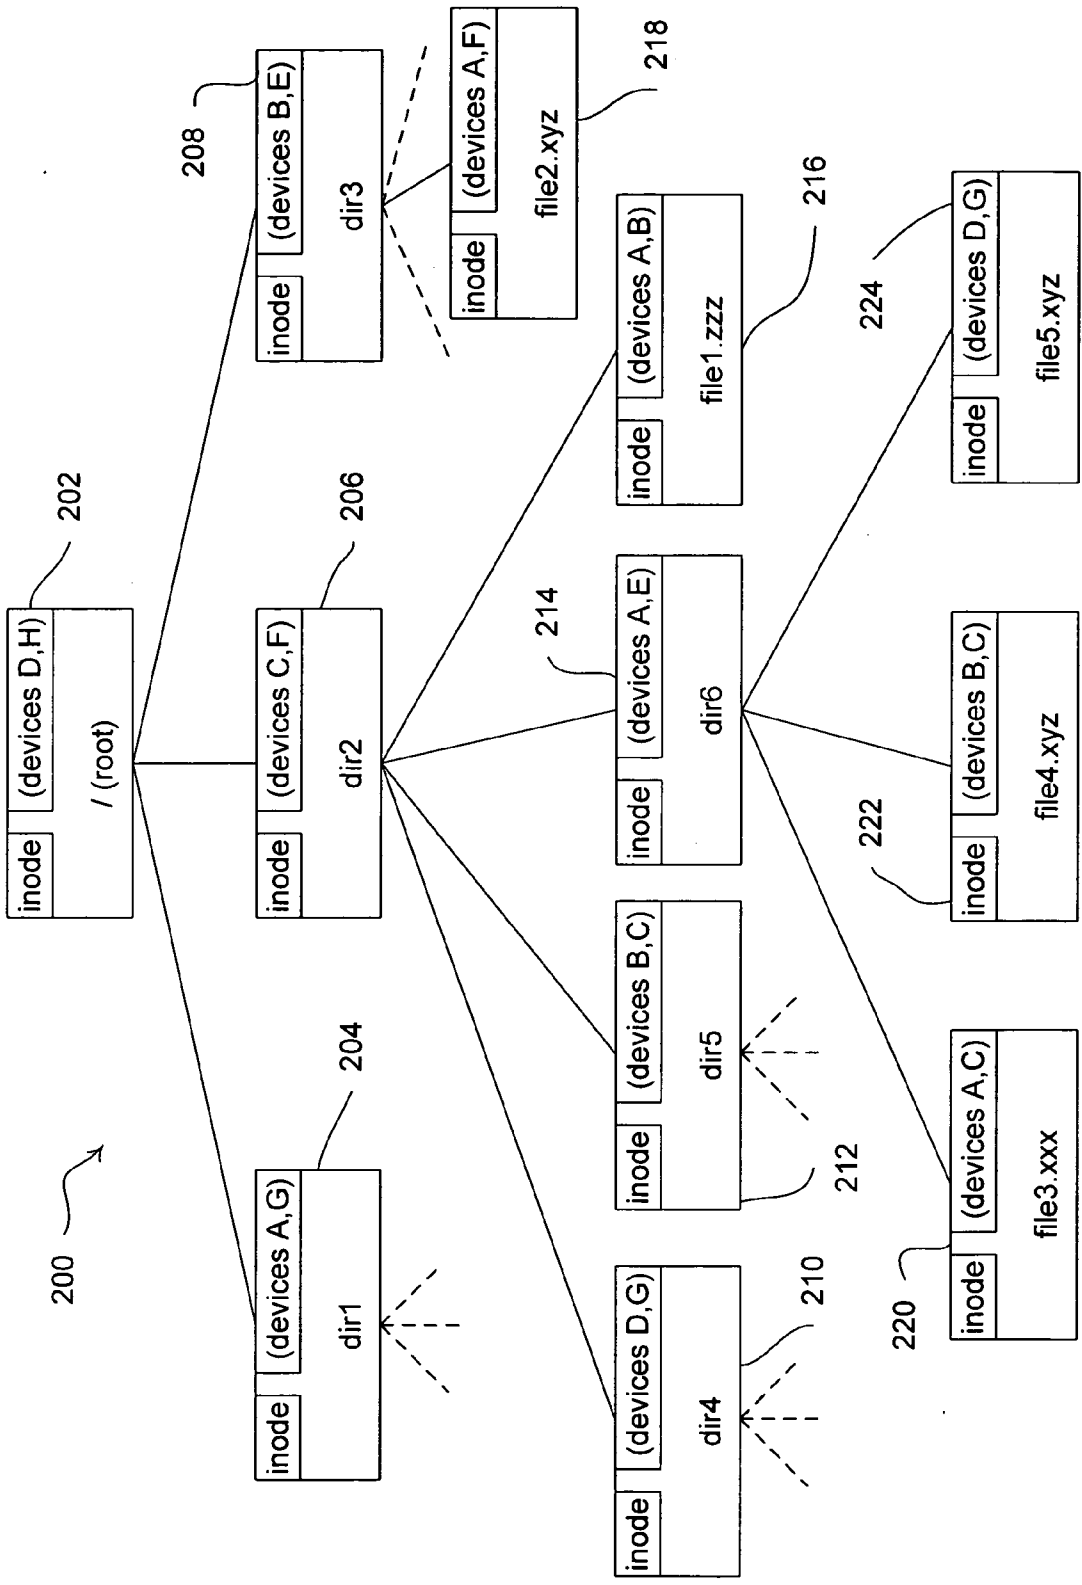 200
inode
(devices D,H)
/ (root)
202
inode
(devices A,G)
dir1
204
inode
(devices C,F)
dir2
206
inode
(devices B,E)
dir3
208
inode
(devices A,F)
file2.xyz
218
inode
(devices D,G)
dir4
210
inode
(devices B,C)
dir5
212
inode
(devices A,E)
dir6
214
inode
(devices A,B)
file1.zzz
216
inode
(devices A,C)
file3.xxx
220
inode
(devices B,C)
file4.xyz
222
inode
(devices D,G)
file5.xyz
224